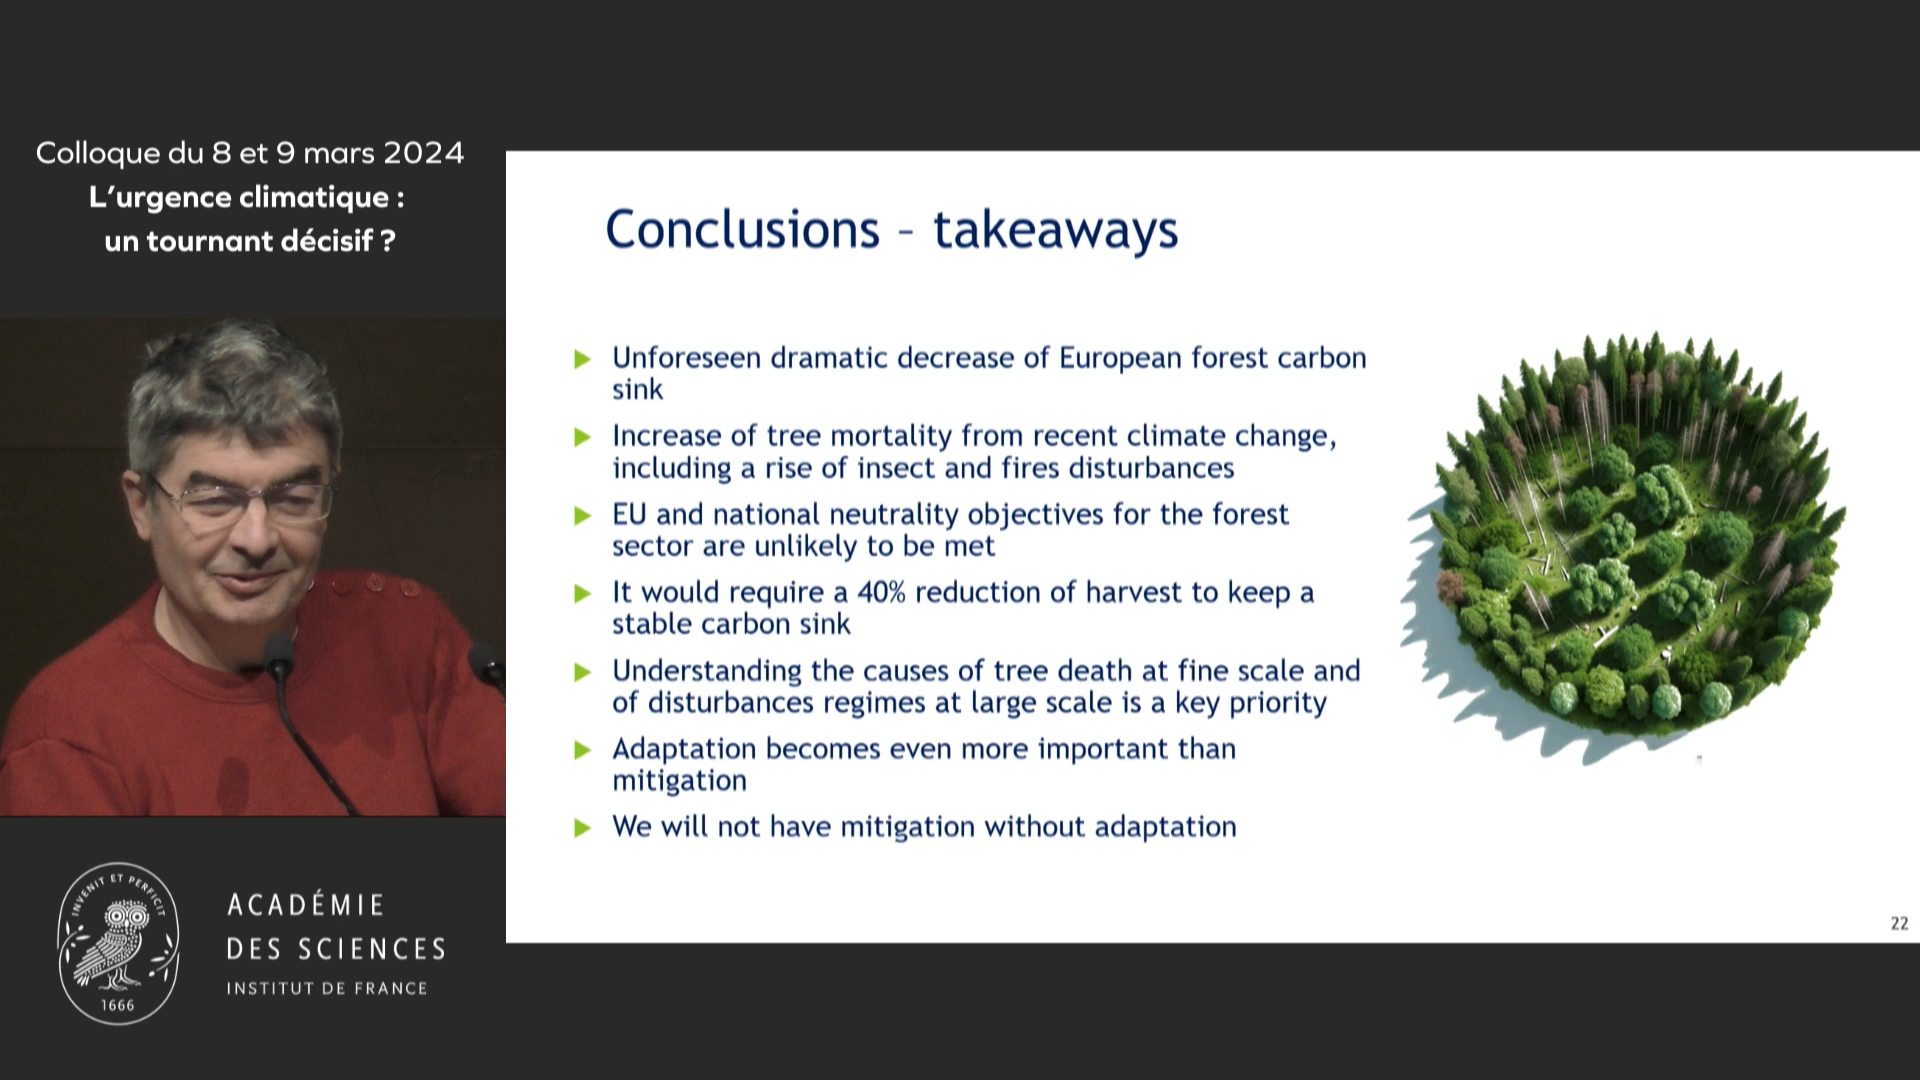 Colloque du 8 et 9 mars 2024
L'urgence climatique :
un tournant décisif ?
Conclusions - takeaways
Unforeseen dramatic decrease of European forest carbon
sink
Increase of tree mortality from recent climate change,
including a rise of insect and fires disturbances
EU and national neutrality objectives for the forest
sector are unlikely to be met
It would require a 40% reduction of harvest to keep a
stable carbon sink
Understanding the causes of tree death at fine scale and
of disturbances regimes at large scale is a key priority
Adaptation becomes even more important than
mitigation
We will not have mitigation without adaptation
22
INVENIT ET PERFICIT
1666
ACADÉMIE
DES SCIENCES
INSTITUT DE FRANCE